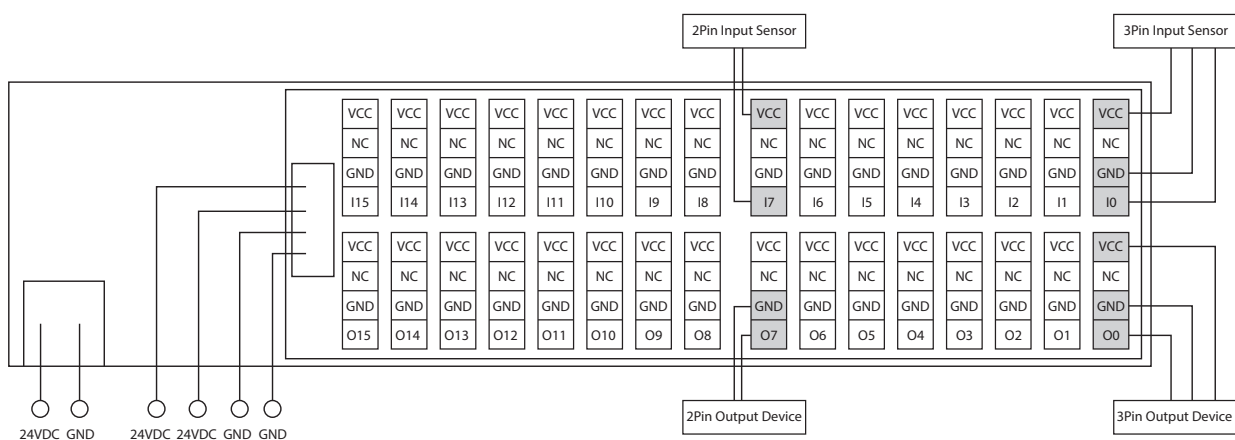 2Pin Input Sensor 3Pin Input Sensor
VCC VCC VCC VCC VCC VCC VCC VCC VCC VCC VCC VCC VCC VCC VCC VCC
NC NC NC NC NC NC NC NC NC NC NC NC NC NC NC NC
GND GND GND GND GND GND GND GND GND GND GND GND GND GND GND GND
I15 I14 I13 I12 I11 I10 I9 I8 I7 I6 I5 I4 I3 I2 I1 I0
VCC VCC VCC VCC VCC VCC VCC VCC VCC VCC VCC VCC VCC VCC VCC VCC
NC NC NC NC NC NC NC NC NC NC NC NC NC NC NC NC
GND GND GND GND GND GND GND GND GND GND GND GND GND GND GND GND
O15 O14 O13 O12 O11 O10 O9 O8 O7 O6 O5 O4 O3 O2 O1 O0
2Pin Output Device 3Pin Output Device
24VDC GND 24VDC 24VDC GND GND